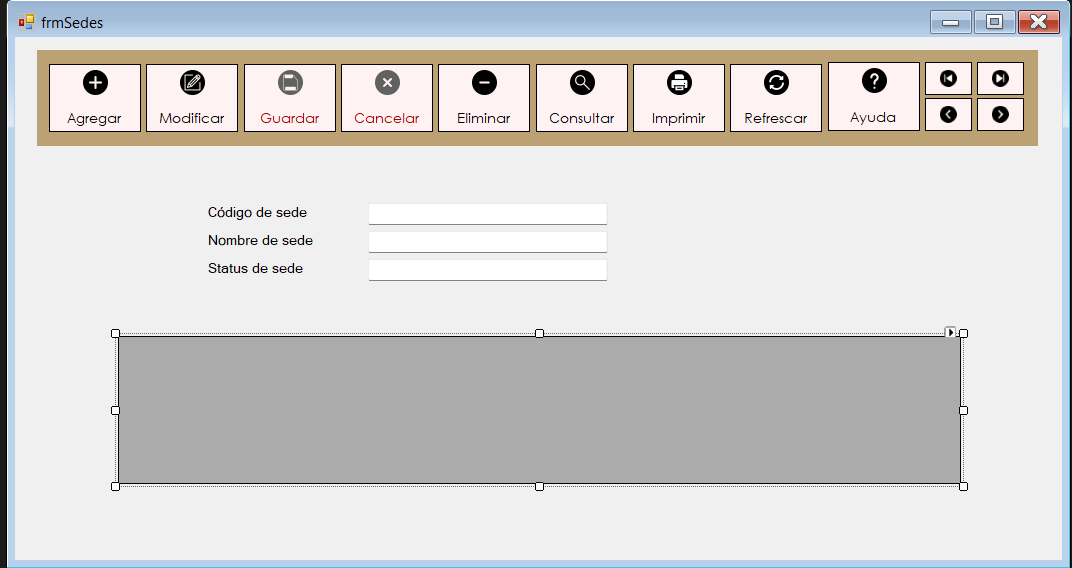 frmSedes
Agregar Modificar Guardar Cancelar Eliminar Consultar Imprimir Refrescar Ayuda
Código de sede
Nombre de sede
Status de sede